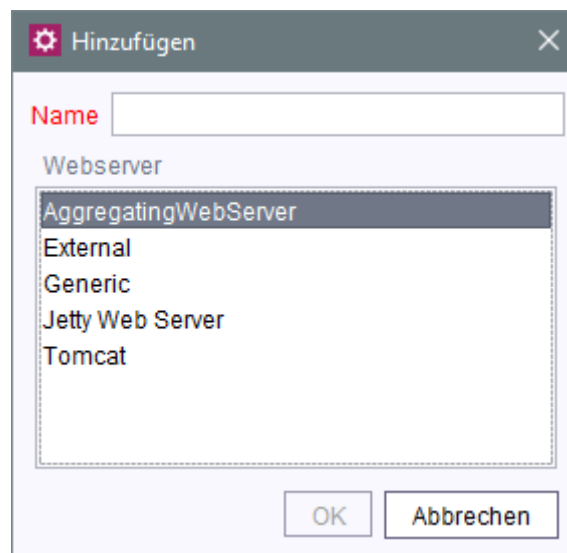 Hinzufügen
Name
Webserver
AggregatingWebServer
External
Generic
Jetty Web Server
Tomcat
OK Abbrechen